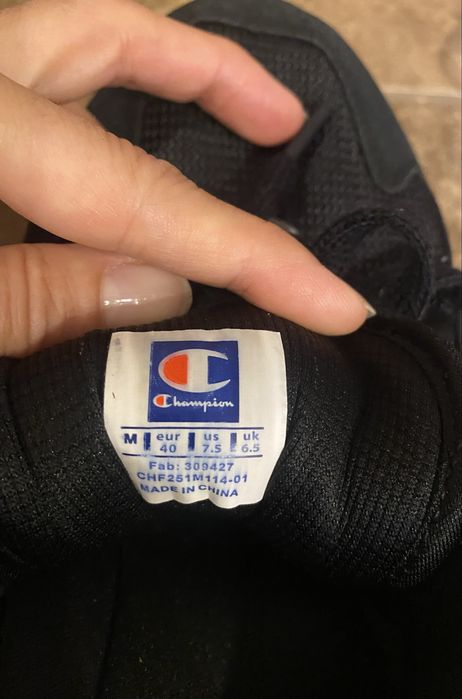 Champion
M eur us uk
40 7.5 6.5
Fab: 309427
CHF251M114-01
MADE IN CHINA